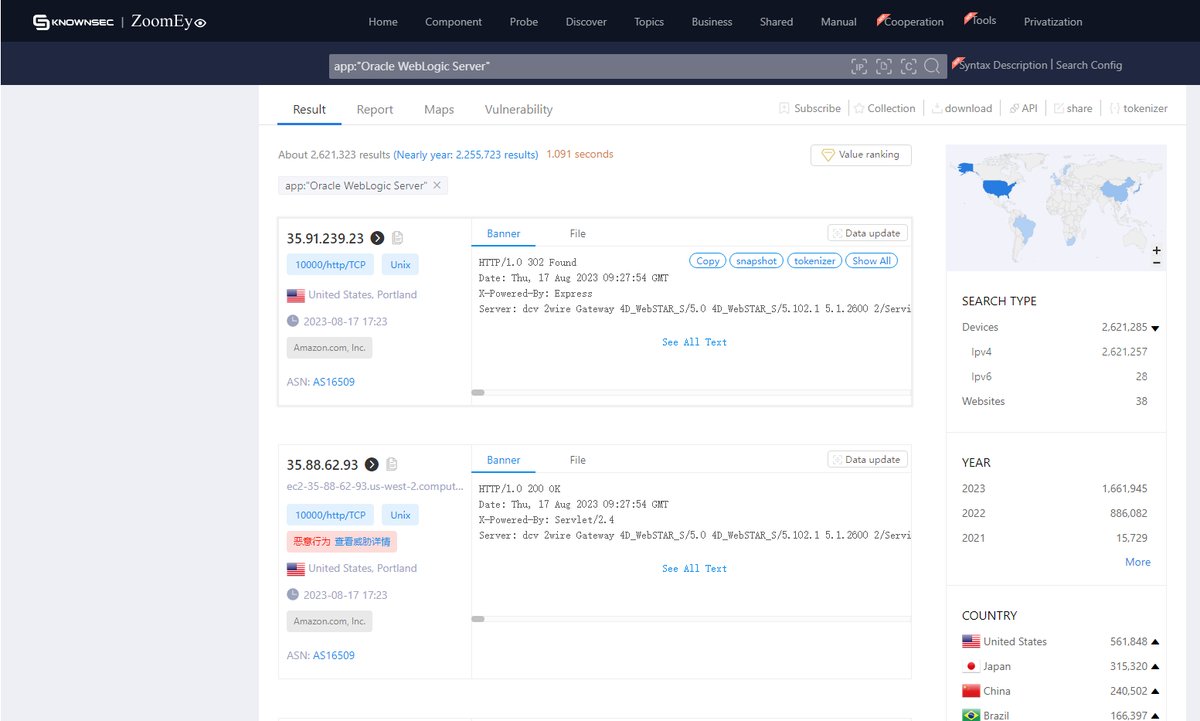 KNOWNSEC | ZoomEye
Home Component Probe Discover Topics Business Shared Manual Cooperation Tools Privatization
app:"Oracle WebLogic Server"
Syntax Description | Search Config
Result Report Maps Vulnerability
Subscribe Collection download API share tokenizer
About 2,621,323 results (Nearly year: 2,255,723 results) 1.091 seconds
Value ranking
app:"Oracle WebLogic Server"
35.91.239.23
10000/http/TCP Unix
United States, Portland
2023-08-17 17:23
Amazon.com, Inc.
ASN: AS16509
Banner File
Data update
Copy snapshot tokenizer Show All
HTTP/1.0 302 Found
Date: Thu, 17 Aug 2023 09:27:54 GMT
X-Powered-By: Express
Server: dcv 2wire Gateway 4D_WebSTAR_S/5.0 4D_WebSTAR_S/5.102.1 5.1.2600 2/Servi
See All Text
35.88.62.93
ec2-35-88-62-93.us-west-2.comput...
10000/http/TCP Unix
恶意行为 查看威胁详情
United States, Portland
2023-08-17 17:23
Amazon.com, Inc.
ASN: AS16509
Banner File
Data update
HTTP/1.0 200 OK
Date: Thu, 17 Aug 2023 09:27:54 GMT
X-Powered-By: Servlet/2.4
Server: dcv 2wire Gateway 4D_WebSTAR_S/5.0 4D_WebSTAR_S/5.102.1 5.1.2600 2/Servi
See All Text
SEARCH TYPE
Devices 2,621,285
Ipv4 2,621,257
Ipv6 28
Websites 38
YEAR
2023 1,661,945
2022 886,082
2021 15,729
More
COUNTRY
United States 561,848
Japan 315,320
China 240,502
Brazil 166,397